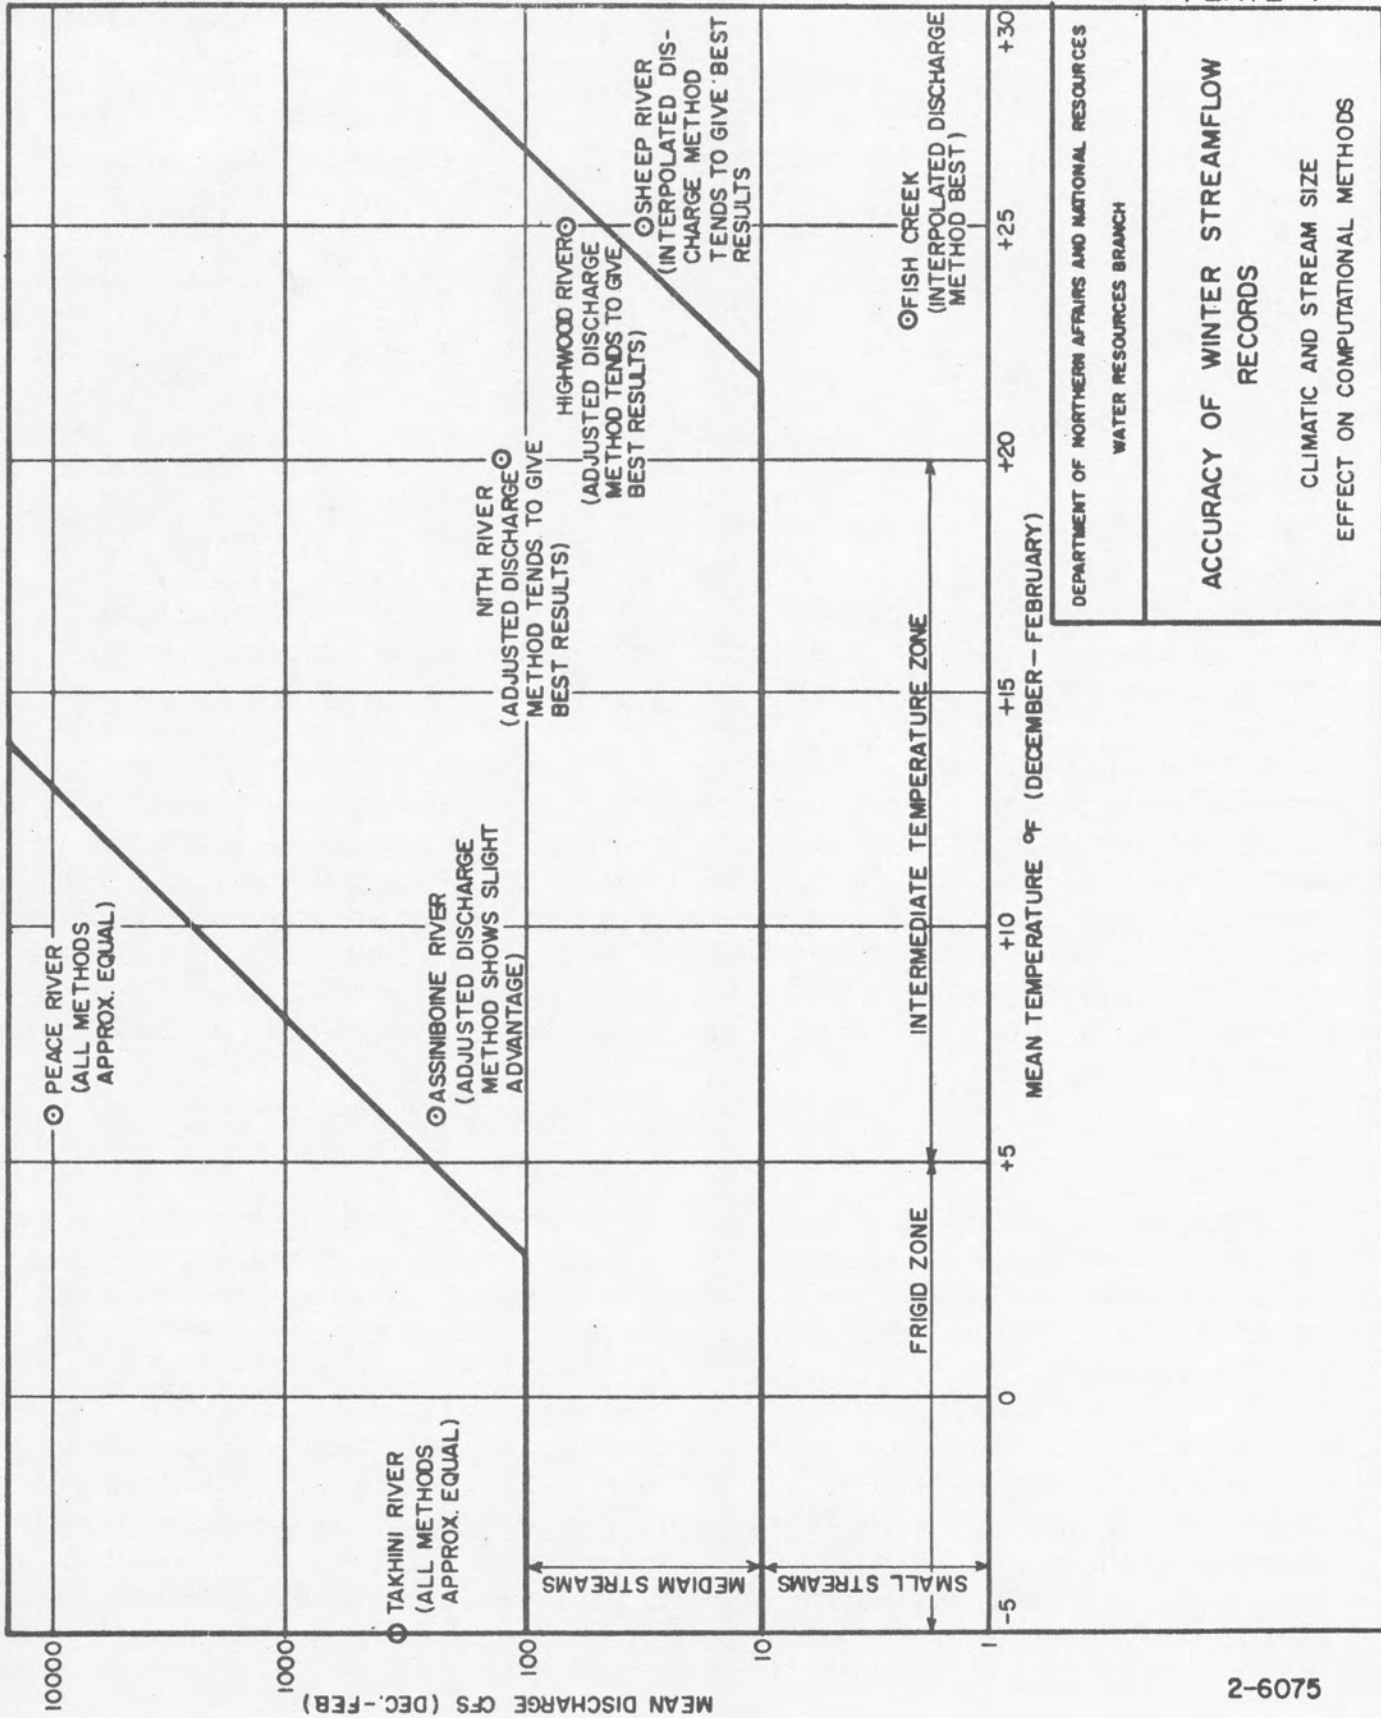 10000
1000
100
10
1
MEAN DISCHARGE CFS (DEC.-FEB)
PEACE RIVER
(ALL METHODS
APPROX. EQUAL)
TAKHINI RIVER
(ALL METHODS
APPROX. EQUAL)
ASSINIBOINE RIVER
(ADJUSTED DISCHARGE
METHOD SHOWS SLIGHT
ADVANTAGE)
NITH RIVER
(ADJUSTED DISCHARGE
METHOD TENDS TO GIVE
BEST RESULTS)
HIGHWOOD RIVER
(ADJUSTED DISCHARGE
METHOD TENDS TO GIVE
BEST RESULTS)
SHEEP RIVER
(INTERPOLATED DIS-
CHARGE METHOD
TENDS TO GIVE BEST
RESULTS
FISH CREEK
(INTERPOLATED DISCHARGE
METHOD BEST)
MEDIAM STREAMS
SMALL STREAMS
FRIGID ZONE
INTERMEDIATE TEMPERATURE ZONE
-5
0
+5
+10
+15
+20
+25
+30
MEAN TEMPERATURE °F (DECEMBER-FEBRUARY)
DEPARTMENT OF NORTHERN AFFAIRS AND NATIONAL RESOURCES
WATER RESOURCES BRANCH
ACCURACY OF WINTER STREAMFLOW
RECORDS
CLIMATIC AND STREAM SIZE
EFFECT ON COMPUTATIONAL METHODS
2-6075